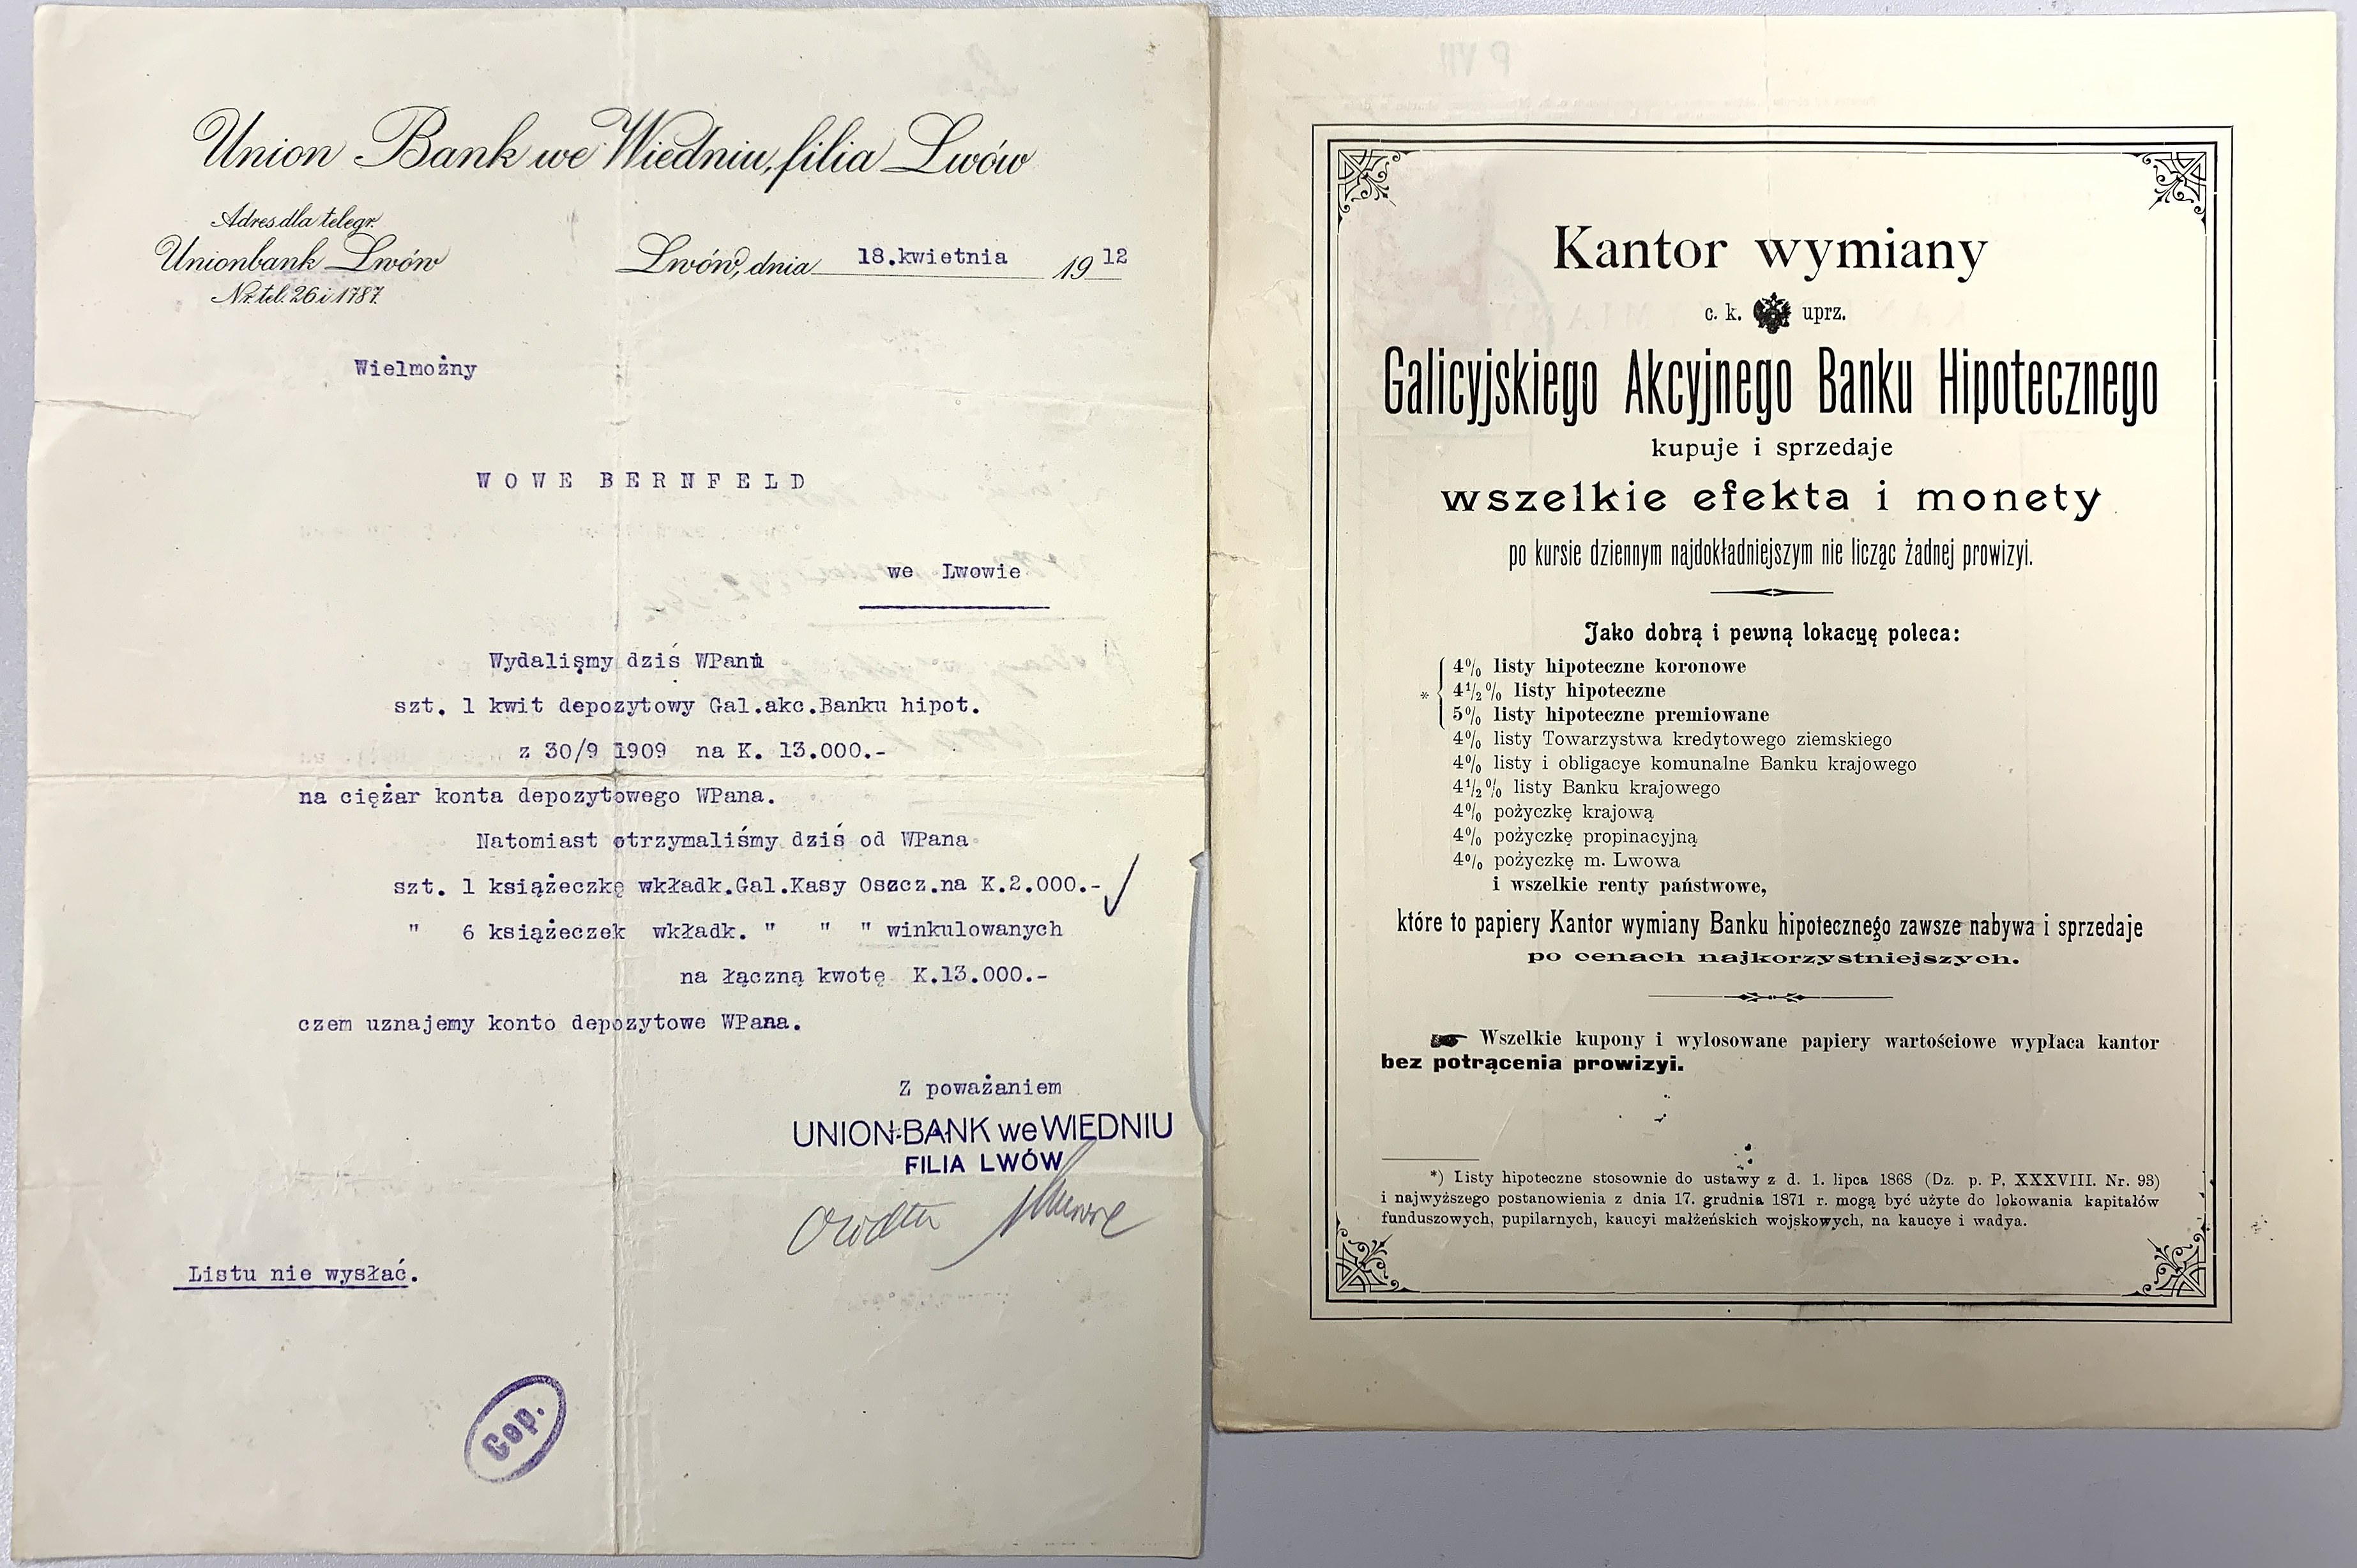 Union Bank we Wiedniu, filia Lwów
Adres dla telegr.
Unionbank Lwów
Nr. tel. 26 i 1787.
Lwów, dnia 18.kwietnia 1912
Wielmożny
WOWE BERNFELD
we Lwowie
Wydaliśmy dziś WPanu
szt. 1 kwit depozytowy Gal.akc.Banku hipot.
z 30/9 1909 na K. 13.000.-
na ciężar konta depozytowego WPana.
Natomiast otrzymaliśmy dziś od WPana
szt. 1 książeczkę wkładk.Gal.Kasy Oszcz.na K.2.000.-
" 6 książeczek wkładk. " " " winkulowanych
na łączną kwotę K.13.000.-
czem uznajemy konto depozytowe WPana.
Z poważaniem
UNION-BANK we WIEDNIU
FILIA LWÓW
Listu nie wysłać.
Cop.
P VII
Kantor wymiany
c. k. uprz.
Galicyjskiego Akcyjnego Banku Hipotecznego
kupuje i sprzedaje
wszelkie efekta i monety
po kursie dziennym najdokładniejszym nie licząc żadnej prowizyi.
Jako dobrą i pewną lokacyę poleca:
* 4% listy hipoteczne koronowe
4½% listy hipoteczne
5% listy hipoteczne premiowane
4% listy Towarzystwa kredytowego ziemskiego
4% listy i obligacye komunalne Banku krajowego
4½% listy Banku krajowego
4% pożyczkę krajową
4% pożyczkę propinacyjną
4% pożyczkę m. Lwowa
i wszelkie renty państwowe,
które to papiery Kantor wymiany Banku hipotecznego zawsze nabywa i sprzedaje
po cenach najkorzystniejszych.
☛ Wszelkie kupony i wylosowane papiery wartościowe wypłaca kantor
bez potrącenia prowizyi.
*) Listy hipoteczne stosownie do ustawy z d. 1. lipca 1868 (Dz. p. P. XXXVIII. Nr. 93)
i najwyższego postanowienia z dnia 17. grudnia 1871 r. mogą być użyte do lokowania kapitałów
funduszowych, pupilarnych, kaucyi małżeńskich wojskowych, na kaucye i wadya.